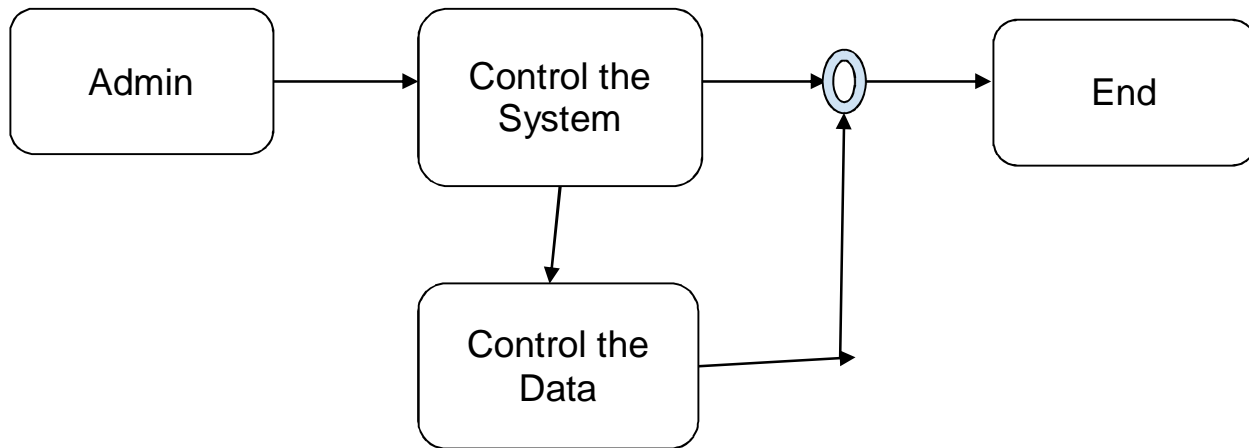 Admin
Control the
System
End
Control the
Data